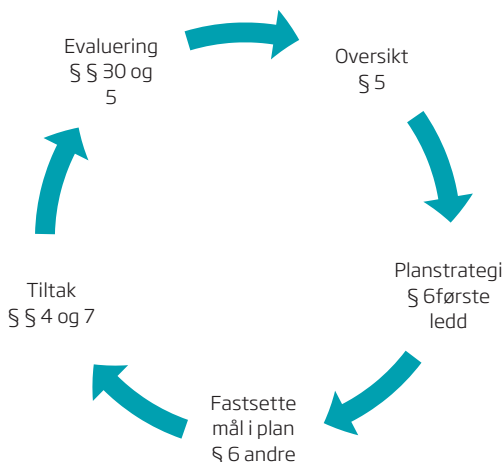 Evaluering
§ § 30 og
5
Oversikt
§ 5
Planstrategi
§ 6første
ledd
Fastsette
mål i plan
§ 6 andre
Tiltak
§ § 4 og 7